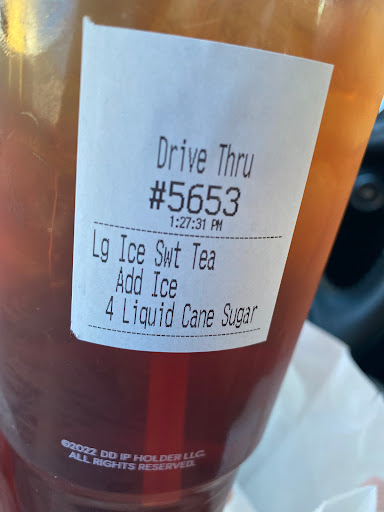 Drive Thru
#5653
1:27:31 PM
Lg Ice Swt Tea
Add Ice
4 Liquid Cane Sugar
©2022 DD IP HOLDER LLC.
ALL RIGHTS RESERVED.